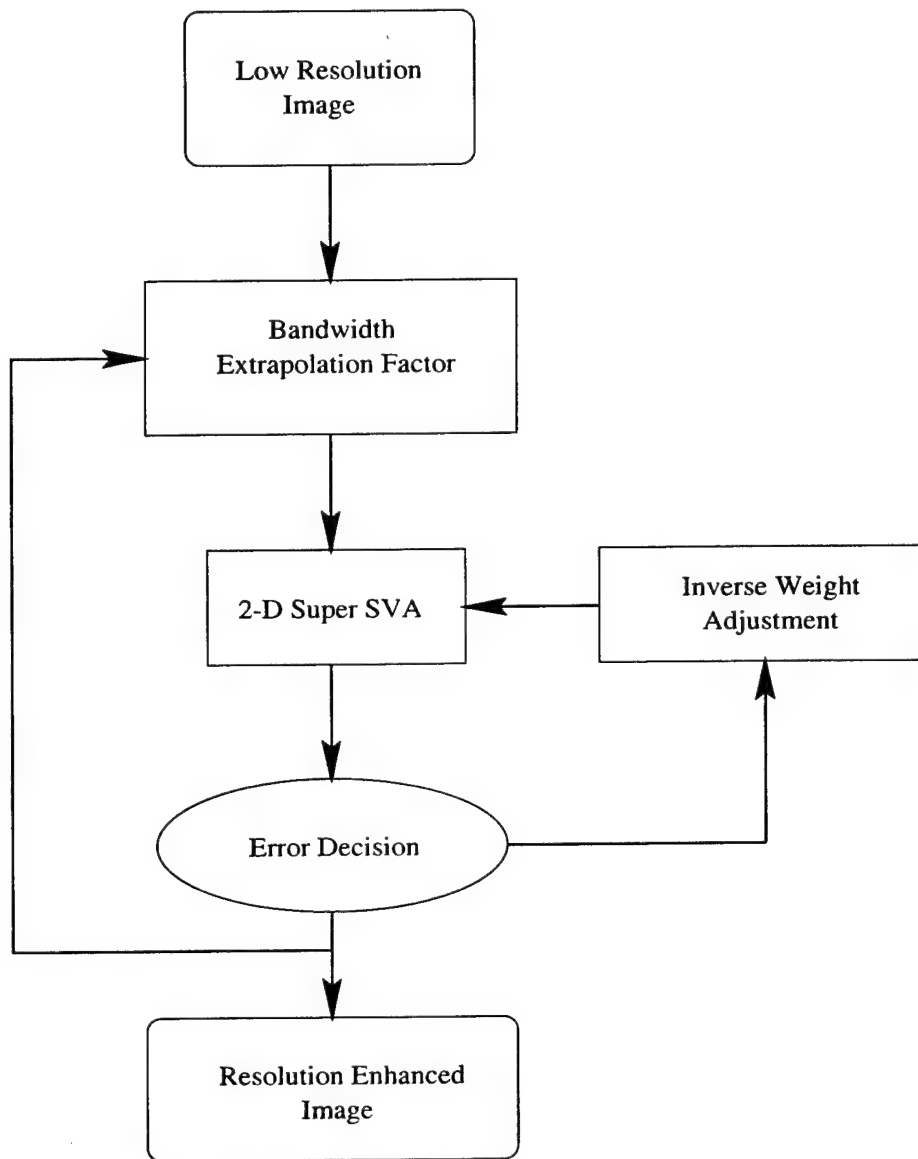 Low Resolution
Image
Bandwidth
Extrapolation Factor
2-D Super SVA
Inverse Weight
Adjustment
Error Decision
Resolution Enhanced
Image